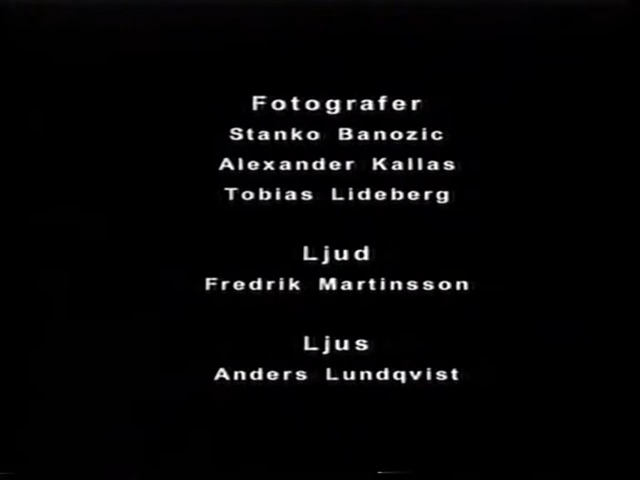 Fotografer
Stanko Banozic
Alexander Kallas
Tobias Lideberg
Ljud
Fredrik Martinsson
Ljus
Anders Lundqvist